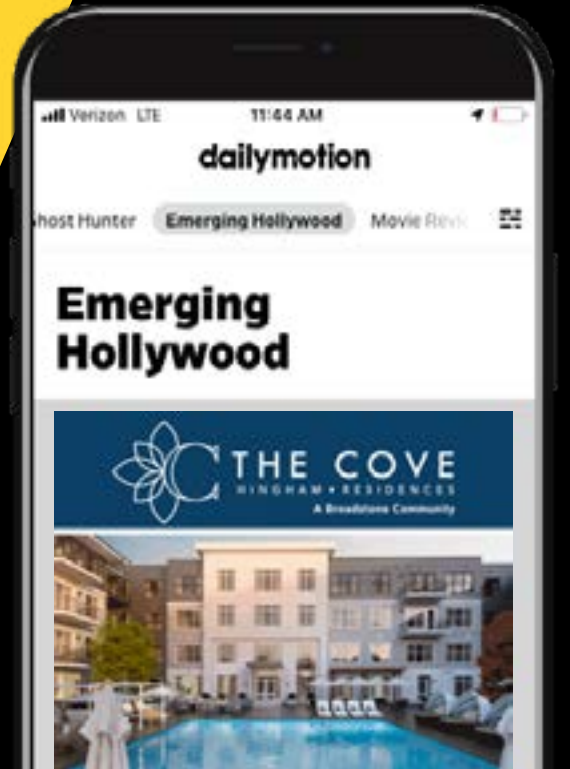 Verizon LTE 11:44 AM
dailymotion
host Hunter Emerging Hollywood Movie Revi
Emerging
Hollywood
C THE COVE
HINGHAM • RESIDENCES
A Broadstone Community